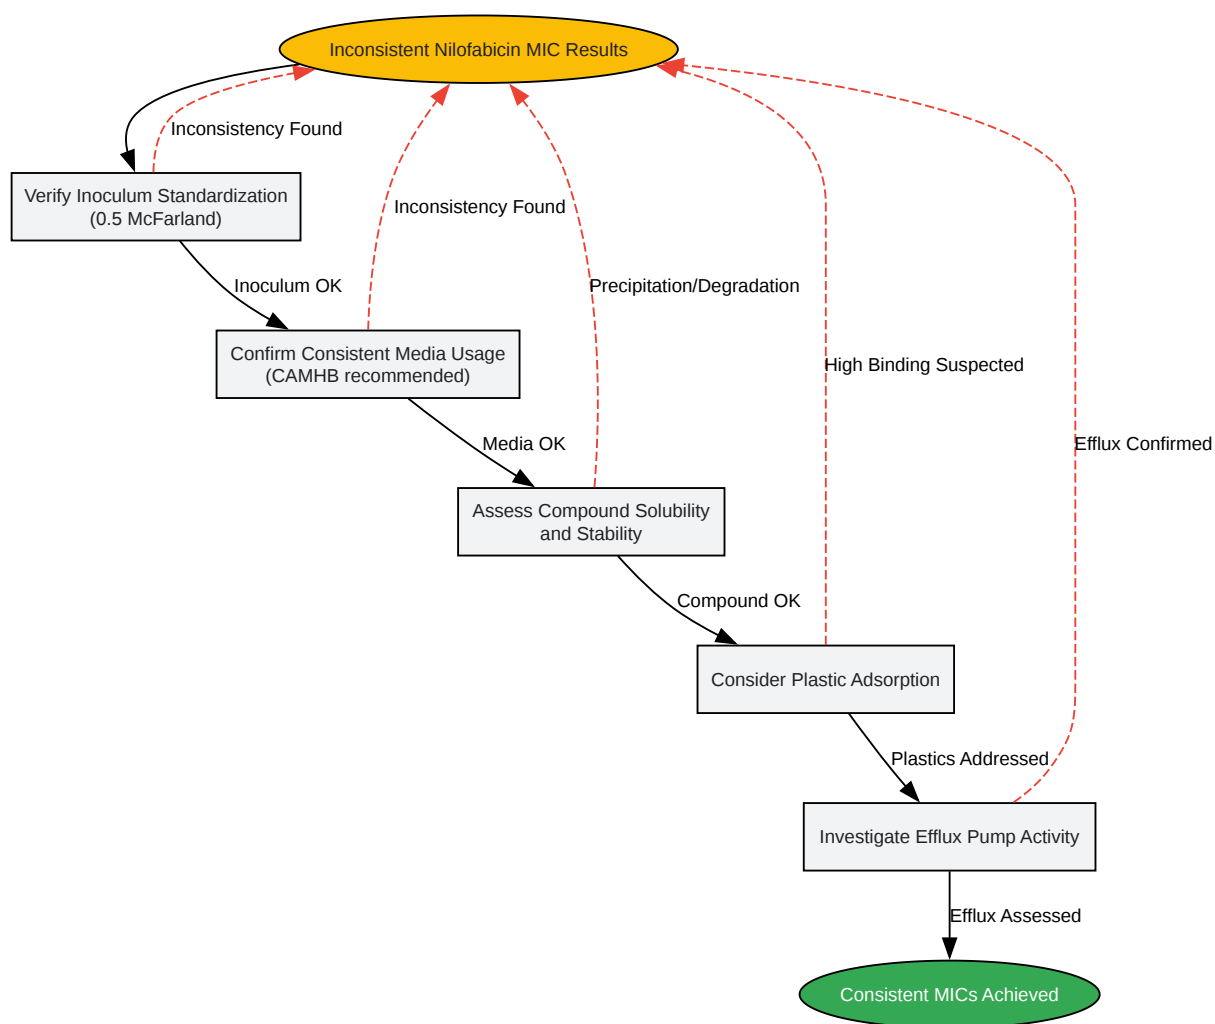 Inconsistent Nilofabicin MIC Results
Inconsistency Found
Verify Inoculum Standardization
(0.5 McFarland)
Inconsistency Found
Inoculum OK
Precipitation/Degradation
Confirm Consistent Media Usage
(CAMHB recommended)
High Binding Suspected
Media OK
Efflux Confirmed
Assess Compound Solubility
and Stability
Compound OK
Consider Plastic Adsorption
Plastics Addressed
Investigate Efflux Pump Activity
Efflux Assessed
Consistent MICs Achieved